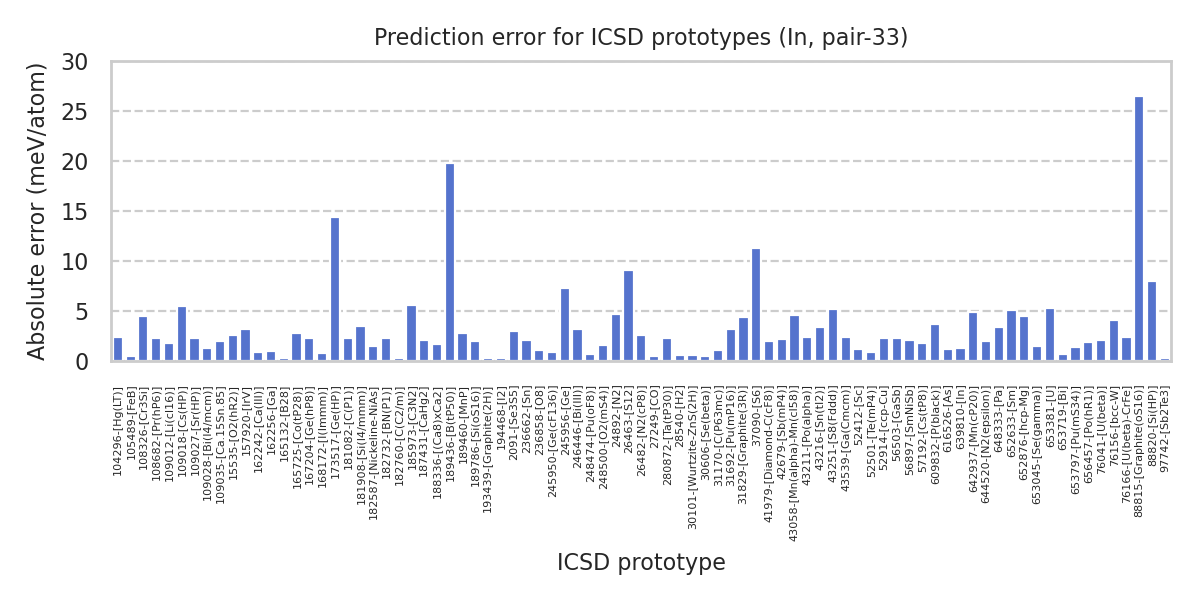 Prediction error for ICSD prototypes (In, pair-33)
Absolute error (meV/atom)
30
25
20
15
10
5
0
104296-[Hg(LT)]
105489-[FeB]
108326-[Cr3Si]
108682-[Pr(hP6)]
109012-[Li(cI16)]
109018-[Cs(HP)]
109027-[Sr(HP)]
109028-[Bi(I4/mcm)]
109035-[Ca.15Sn.85]
15535-[O2(hR2)]
157920-[IrV]
162242-[Ca(III)]
162256-[Ga]
165132-[B28]
165725-[Co(tP28)]
167204-[Ge(hP8)]
168172-[I(Immm)]
173517-[Ge(HP)]
181082-[C(P1)]
181908-[Si(I4/mmm)]
182587-[Nickeline-NiAs]
182732-[BN(P1)]
182760-[C(C2/m)]
185973-[C3N2]
187431-[CaHg2]
188336-[(Ca8)xCa2]
189436-[B(tP50)]
189460-[MnP]
189786-[Si(oS16)]
193439-[Graphite(2H)]
194468-[I2]
2091-[Se3S5]
236662-[Sn]
236858-[O8]
245950-[Ge(cF136)]
245956-[Ge]
246446-[Bi(III)]
248474-[Pu(oF8)]
248500-[O2(mS4)]
24892-[N2]
26463-[S12]
26482-[N2(cP8)]
27249-[CO]
280872-[Ta(tP30)]
28540-[H2]
30101-[Wurtzite-ZnS(2H)]
30606-[Se(beta)]
31170-[C(P63mc)]
31692-[Pu(mP16)]
31829-[Graphite(3R)]
37090-[S6]
41979-[Diamond-C(cF8)]
42679-[Sb(mP4)]
43058-[Mn(alpha)-Mn(cI58)]
43211-[Po(alpha)]
43216-[Sn(tI2)]
43251-[S8(Fddd)]
43539-[Ga(Cmcm)]
52412-[Sc]
52501-[Te(mP4)]
52914-[ccp-Cu]
5693-[GaSb]
56897-[SmNiSb]
57192-[Cs(tP8)]
609832-[P(black)]
616526-[As]
639810-[In]
642937-[Mn(cP20)]
644520-[N2(epsilon)]
648333-[Pa]
652633-[Sm]
652876-[hcp-Mg]
653045-[Se(gamma)]
653381-[U]
653719-[Bi]
653797-[Pu(mS34)]
656457-[Po(hR1)]
76041-[U(beta)]
76156-[bcc-W]
76166-[U(beta)-CrFe]
88815-[Graphite(oS16)]
88820-[Si(HP)]
97742-[Sb2Te3]
ICSD prototype